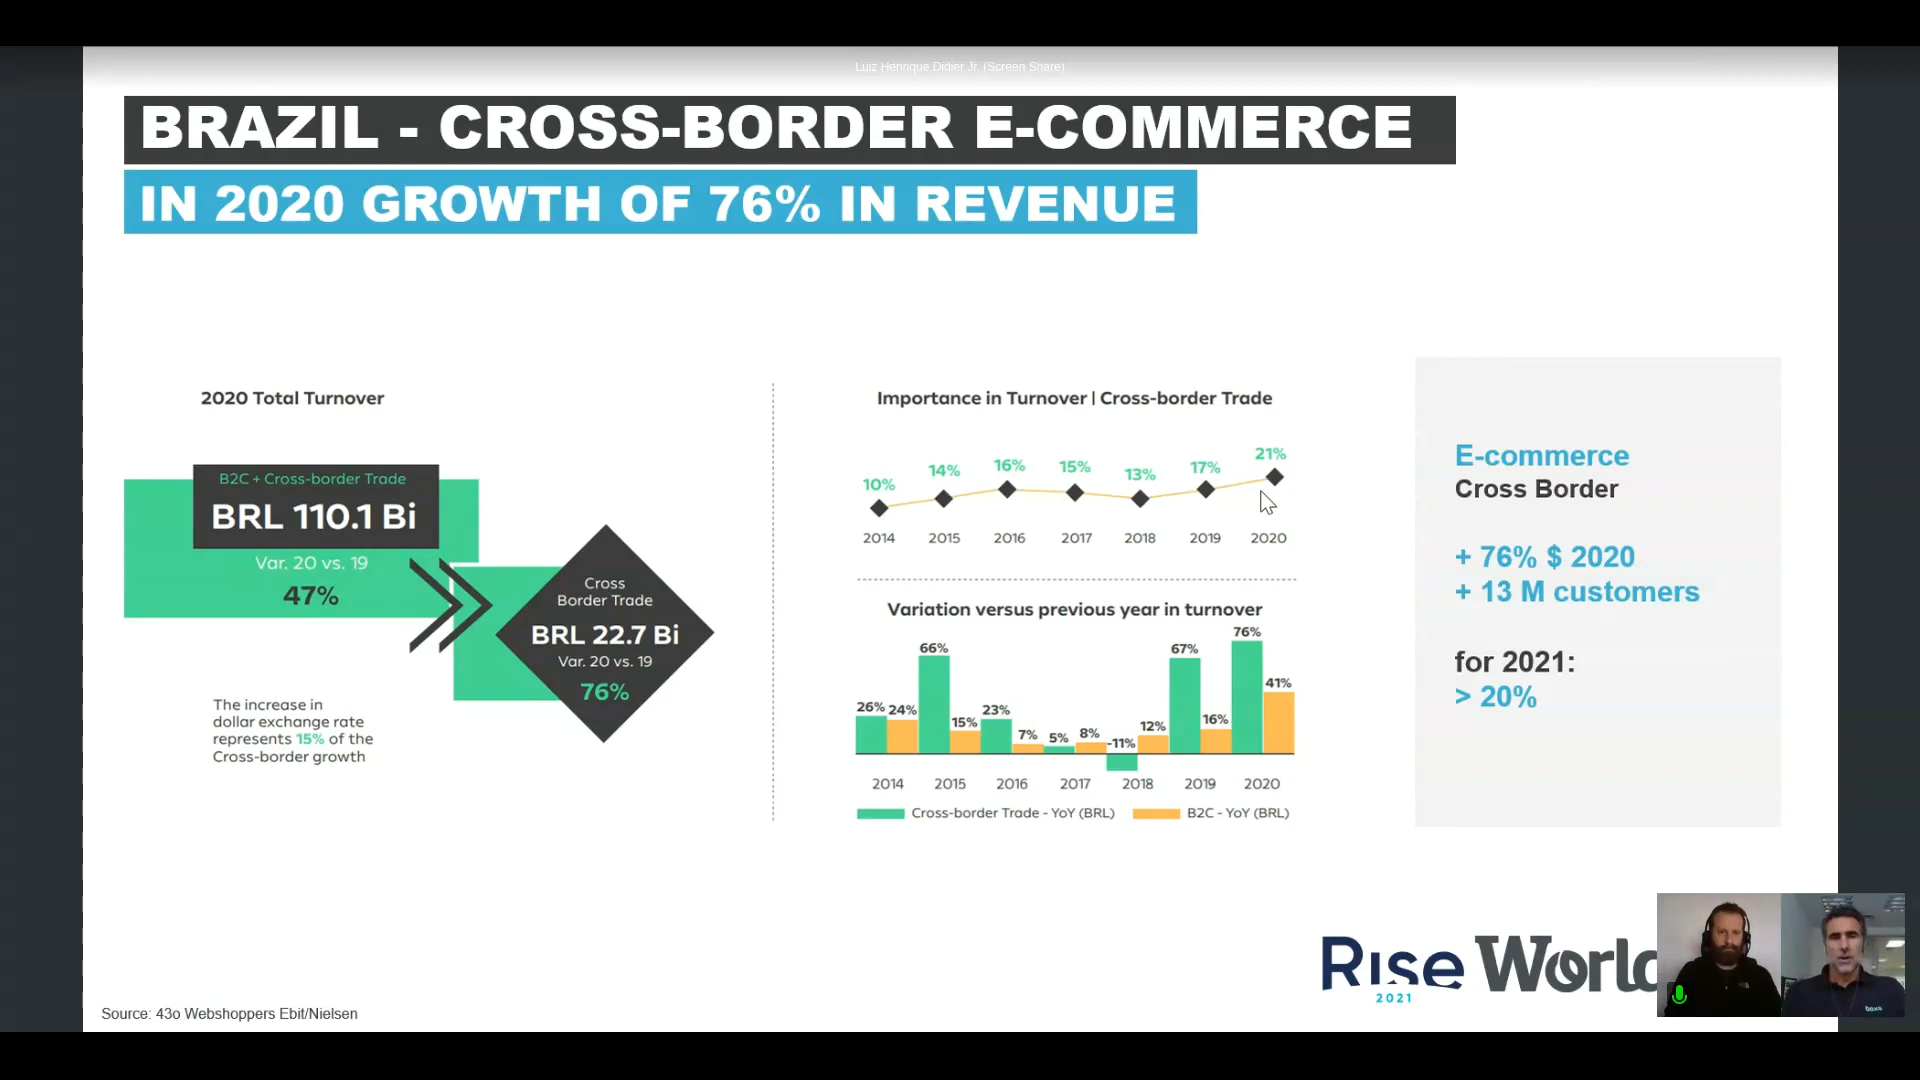 Luiz Henrique Didier Jr. (Screen Share)
BRAZIL - CROSS-BORDER E-COMMERCE
IN 2020 GROWTH OF 76% IN REVENUE
2020 Total Turnover
B2C + Cross-border Trade
BRL 110.1 Bi
Var. 20 vs. 19
47%
Cross
Border Trade
BRL 22.7 Bi
Var. 20 vs. 19
76%
The increase in
dollar exchange rate
represents 15% of the
Cross-border growth
Importance in Turnover | Cross-border Trade
10% 14% 16% 15% 13% 17% 21%
2014 2015 2016 2017 2018 2019 2020
Variation versus previous year in turnover
26% 24% 66% 15% 23% 7% 5% 8% -11% 12% 67% 16% 76% 41%
2014 2015 2016 2017 2018 2019 2020
Cross-border Trade - YoY (BRL) B2C - YoY (BRL)
E-commerce
Cross Border
+ 76% $ 2020
+ 13 M customers
for 2021:
> 20%
Rise World
2021
Source: 43o Webshoppers Ebit/Nielsen